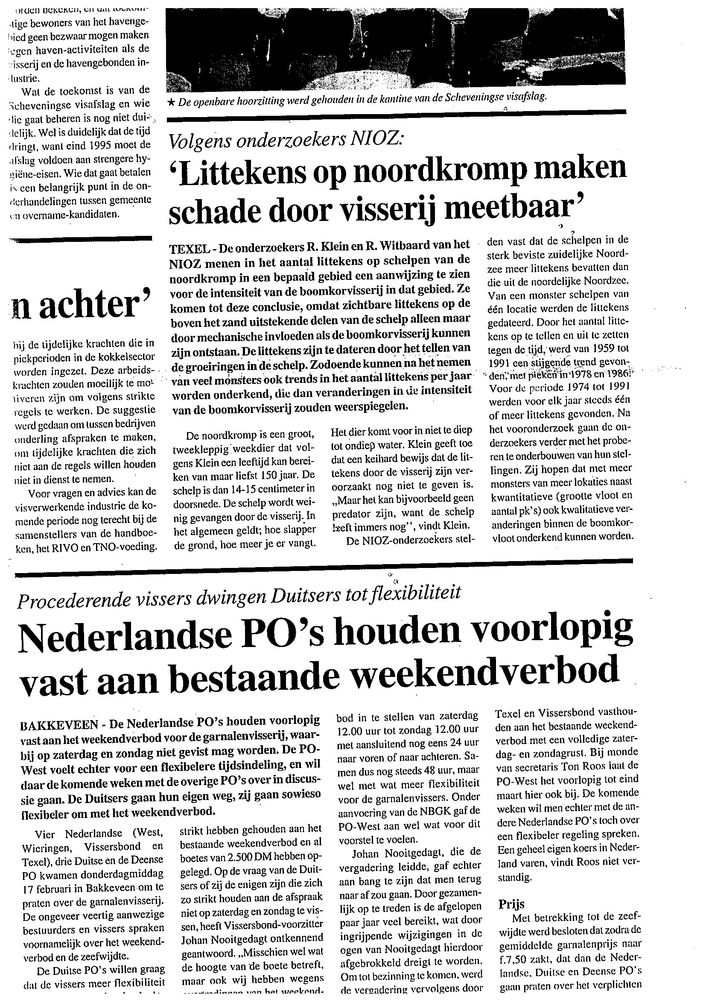 tige bewoners van het havenge-
bied geen bezwaar mogen maken
tegen haven-activiteiten als de
visserij en de havengebonden in-
dustrie.
Wat de toekomst is van de
Scheveningse visafslag en wie
die gaat beheren is nog niet dui-
delijk. Wel is duidelijk dat de tijd
dringt, want eind 1995 moet de
afslag voldoen aan strengere hy-
giëne-eisen. Wie dat gaat betalen
is een belangrijk punt in de on-
derhandelingen tussen gemeente
en overname-kandidaten.
n achter’
bij de tijdelijke krachten die in
piekperioden in de kokkelsector
worden ingezet. Deze arbeids-
krachten zouden moeilijk te mo-
tiveren zijn om volgens strikte
regels te werken. De suggestie
werd gedaan om tussen bedrijven
onderling afspraken te maken,
om tijdelijke krachten die zich
niet aan de regels willen houden
niet in dienst te nemen.
Voor vragen en advies kan de
visverwerkende industrie de ko-
mende periode nog terecht bij de
samenstellers van de handboe-
ken, het RIVO en TNO-voeding.
★ De openbare hoorzitting werd gehouden in de kantine van de Scheveningse visafslag.
Volgens onderzoekers NIOZ:
‘Littekens op noordkromp maken
schade door visserij meetbaar’
TEXEL - De onderzoekers R. Klein en R. Witbaard van het
NIOZ menen in het aantal littekens op schelpen van de
noordkromp in een bepaald gebied een aanwijzing te zien
voor de intensiteit van de boomkorvisserij in dat gebied. Ze
komen tot deze conclusie, omdat zichtbare littekens op de
boven het zand uitstekende delen van de schelp alleen maar
door mechanische invloeden als de boomkorvisserij kunnen
zijn ontstaan. De littekens zijn te dateren door het tellen van
de groeiringen in de schelp. Zodoende kunnen na het nemen
van veel monsters ook trends in het aantal littekens per jaar
worden onderkend, die dan veranderingen in de intensiteit
van de boomkorvisserij zouden weerspiegelen.
De noordkromp is een groot,
tweekleppig weekdier dat vol-
gens Klein een leeftijd kan berei-
ken van maar liefst 150 jaar. De
schelp is dan 14-15 centimeter in
doorsnede. De schelp wordt wei-
nig gevangen door de visserij. In
het algemeen geldt; hoe slapper
de grond, hoe meer je er vangt.
Het dier komt voor in niet te diep
tot ondiep water. Klein geeft toe
dat een keihard bewijs dat de lit-
tekens door de visserij zijn ver-
oorzaakt nog niet te geven is.
„Maar het kan bijvoorbeeld geen
predator zijn, want de schelp
leeft immers nog”, vindt Klein.
De NIOZ-onderzoekers stel-
den vast dat de schelpen in de
sterk beviste zuidelijke Noord-
zee meer littekens bevatten dan
die uit de noordelijke Noordzee.
Van een monster schelpen van
één locatie werden de littekens
gedateerd. Door het aantal litte-
kens op te tellen en uit te zetten
tegen de tijd, werd van 1959 tot
1991 een stijgende trend gevon-
den, met pieken in 1978 en 1986!
Voor de periode 1974 tot 1991
werden voor elk jaar steeds één
of meer littekens gevonden. Na
het vooronderzoek gaan de on-
derzoekers verder met het probe-
ren te onderbouwen van hun stel-
lingen. Zij hopen dat met meer
monsters van meer lokaties naast
kwantitatieve (grootte vloot en
aantal pk's) ook kwalitatieve ver-
anderingen binnen de boomkor-
vloot onderkend kunnen worden.
Procederende vissers dwingen Duitsers tot flexibiliteit
Nederlandse PO’s houden voorlopig
vast aan bestaande weekendverbod
BAKKEVEEN - De Nederlandse PO’s houden voorlopig
vast aan het weekendverbod voor de garnalenvisserij, waar-
bij op zaterdag en zondag niet gevist mag worden. De PO-
West voelt echter voor een flexibelere tijdsindeling, en wil
daar de komende weken met de overige PO’s over in discus-
sie gaan. De Duitsers gaan hun eigen weg, zij gaan sowieso
flexibeler om met het weekendverbod.
Vier Nederlandse (West,
Wieringen, Vissersbond en
Texel), drie Duitse en de Deense
PO kwamen donderdagmiddag
17 februari in Bakkeveen om te
praten over de garnalenvisserij.
De ongeveer veertig aanwezige
bestuurders en vissers spraken
voornamelijk over het weekend-
verbod en de zeefwijdte.
De Duitse PO's willen graag
dat de vissers meer flexibiliteit
strikt hebben gehouden aan het
bestaande weekendverbod en al
boetes van 2.500 DM hebben op-
gelegd. Op de vraag van de Duit-
sers of zij de enigen zijn die zich
zo strikt houden aan de afspraak
niet op zaterdag en zondag te vis-
sen, heeft Vissersbond-voorzitter
Johan Nooitgedagt ontkennend
geantwoord. „Misschien wel wat
de hoogte van de boete betreft,
maar ook wij hebben wegens
overtredingen van het weekend-
bod in te stellen van zaterdag
12.00 uur tot zondag 12.00 uur
met aansluitend nog eens 24 uur
naar voren of naar achteren. Sa-
men dus nog steeds 48 uur, maar
wel met wat meer flexibiliteit
voor de garnalenvissers. Onder
aanvoering van de NBGK gaf de
PO-West aan wel wat voor dit
voorstel te voelen.
Johan Nooitgedagt, die de
vergadering leidde, gaf echter
aan bang te zijn dat men terug
naar af zou gaan. Door gezamen-
lijk op te treden is de afgelopen
paar jaar veel bereikt, wat door
ingrijpende wijzigingen in de
ogen van Nooitgedagt hierdoor
afgebrokkeld dreigt te worden.
Om tot bezinning te komen, werd
de vergadering vervolgens door
Texel en Vissersbond vasthou-
den aan het bestaande weekend-
verbod met een volledige zater-
dag- en zondagrust. Bij monde
van secretaris Ton Roos laat de
PO-West het voorlopig tot eind
maart hier ook bij. De komende
weken wil men echter met de an-
dere Nederlandse PO's toch over
een flexibeler regeling spreken.
Een geheel eigen koers in Neder-
land varen, vindt Roos niet ver-
standig.
Prijs
Met betrekking tot de zeef-
wijdte werd besloten dat zodra de
gemiddelde garnalenprijs naar
f.7,50 zakt, dat dan de Neder-
landse, Duitse en Deense PO's
gaan praten over het verplichten